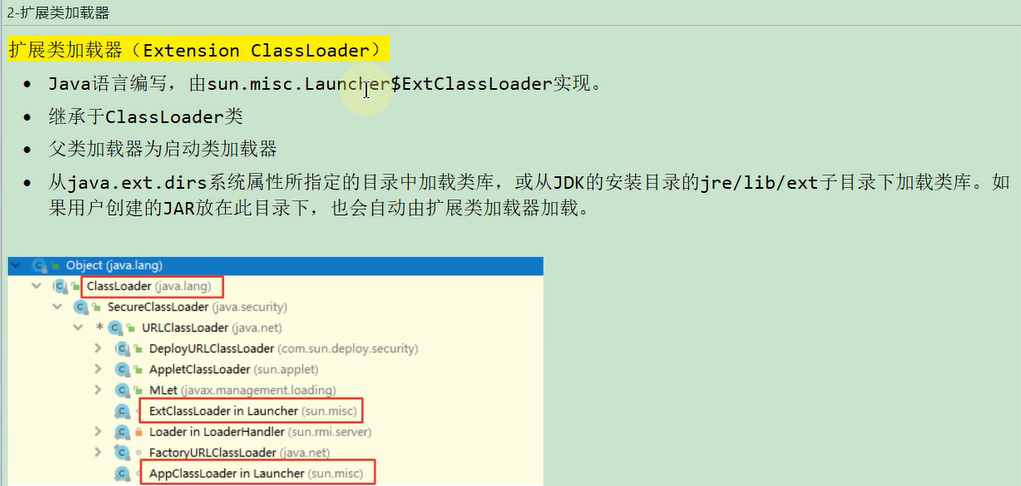 2-扩展类加载器
扩展类加载器（Extension ClassLoader）
• Java语言编写，由sun.misc.Launcher$ExtClassLoader实现。
• 继承于ClassLoader类
• 父类加载器为启动类加载器
• 从java.ext.dirs系统属性所指定的目录中加载类库，或从JDK的安装目录的jre/lib/ext子目录下加载类库。如
果用户创建的JAR放在此目录下，也会自动由扩展类加载器加载。
Object (java.lang)
ClassLoader (java.lang)
SecureClassLoader (java.security)
* URLClassLoader (java.net)
DeployURLClassLoader (com.sun.deploy.security)
AppletClassLoader (sun.applet)
MLet (javax.management.loading)
ExtClassLoader in Launcher (sun.misc)
Loader in LoaderHandler (sun.rmi.server)
FactoryURLClassLoader (java.net)
AppClassLoader in Launcher (sun.misc)